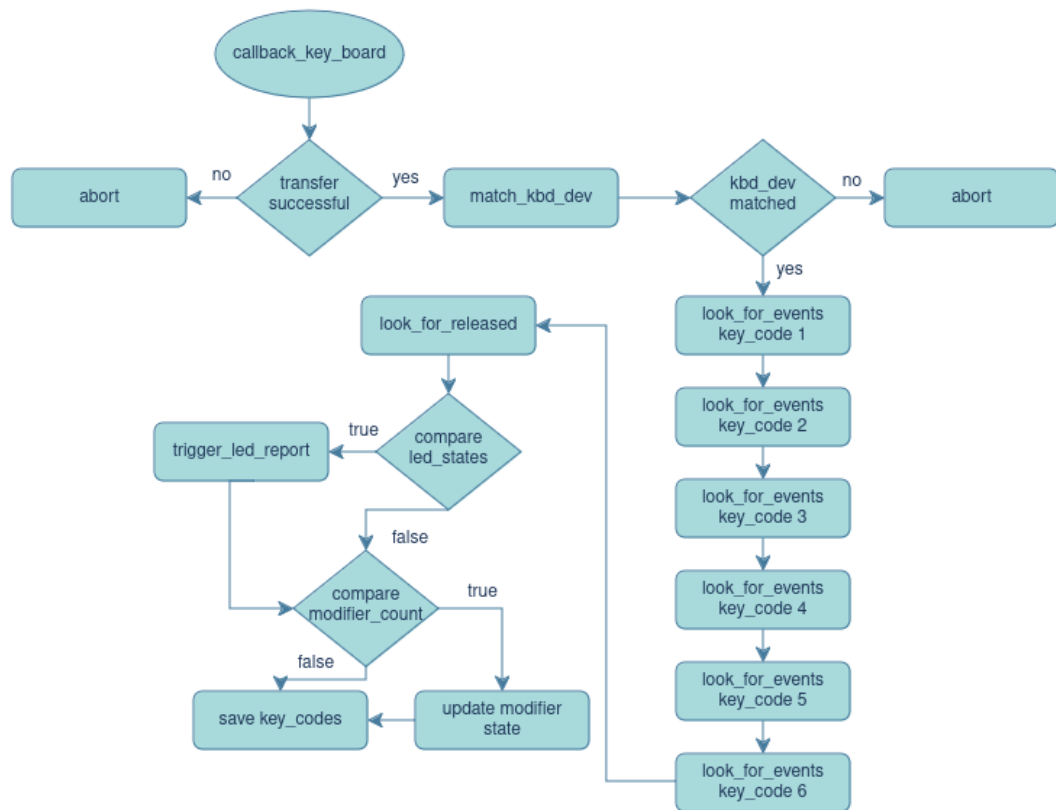 callback_key_board
no
transfer
successful
yes
abort
match_kbd_dev
kbd_dev
matched
no
abort
yes
look_for_events
key_code 1
look_for_events
key_code 2
look_for_events
key_code 3
look_for_events
key_code 4
look_for_events
key_code 5
look_for_events
key_code 6
look_for_released
compare
led_states
true
trigger_led_report
false
compare
modifier_count
true
false
update modifier
state
save key_codes